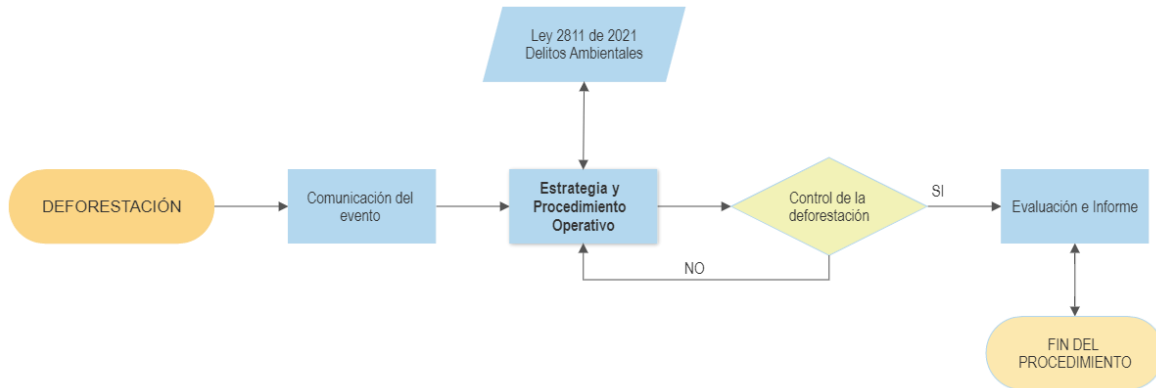 Ley 2811 de 2021
Delitos Ambientales
DEFORESTACIÓN
Comunicación del
evento
Estrategia y
Procedimiento
Operativo
Control de la
deforestación
SI
Evaluación e Informe
NO
FIN DEL
PROCEDIMIENTO